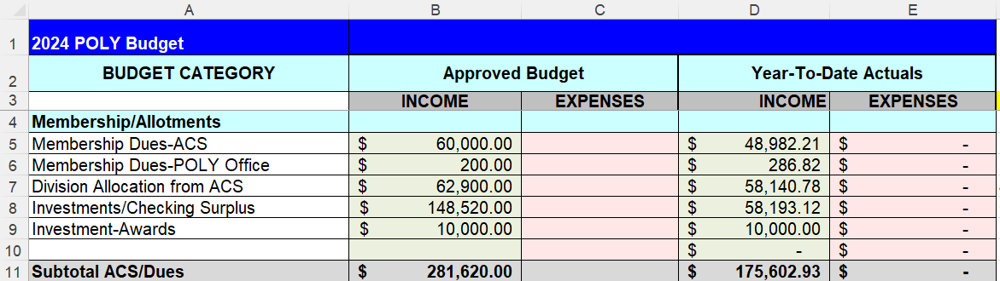 A B C D E
1 2024 POLY Budget
2 BUDGET CATEGORY Approved Budget Year-To-Date Actuals
3 INCOME EXPENSES INCOME EXPENSES
4 Membership/Allotments
5 Membership Dues-ACS $ 60,000.00 $ 48,982.21 $ -
6 Membership Dues-POLY Office $ 200.00 $ 286.82 $ -
7 Division Allocation from ACS $ 62,900.00 $ 58,140.78 $ -
8 Investments/Checking Surplus $ 148,520.00 $ 58,193.12 $ -
9 Investment-Awards $ 10,000.00 $ 10,000.00 $ -
10 $ - $ -
11 Subtotal ACS/Dues $ 281,620.00 $ 175,602.93 $ -